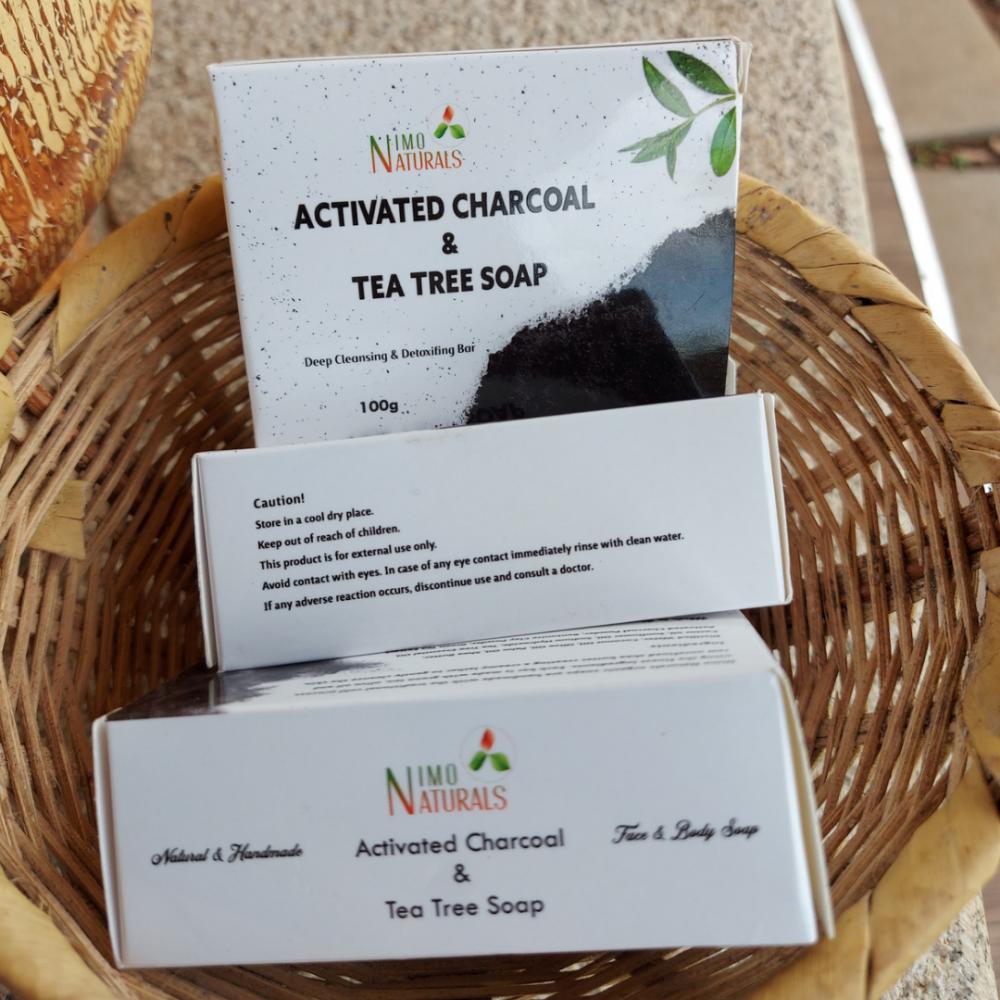 NIMO
NATURALS
ACTIVATED CHARCOAL
&
TEA TREE SOAP
Deep Cleansing & Detoxifing Bar
100g
Caution!
Store in a cool dry place.
Keep out of reach of children.
This product is for external use only.
Avoid contact with eyes. In case of any eye contact immediately rinse with clean water.
If any adverse reaction occurs, discontinue use and consult a doctor.
NIMO
NATURALS
Natural & Handmade
Activated Charcoal
&
Tea Tree Soap
Face & Body Soap